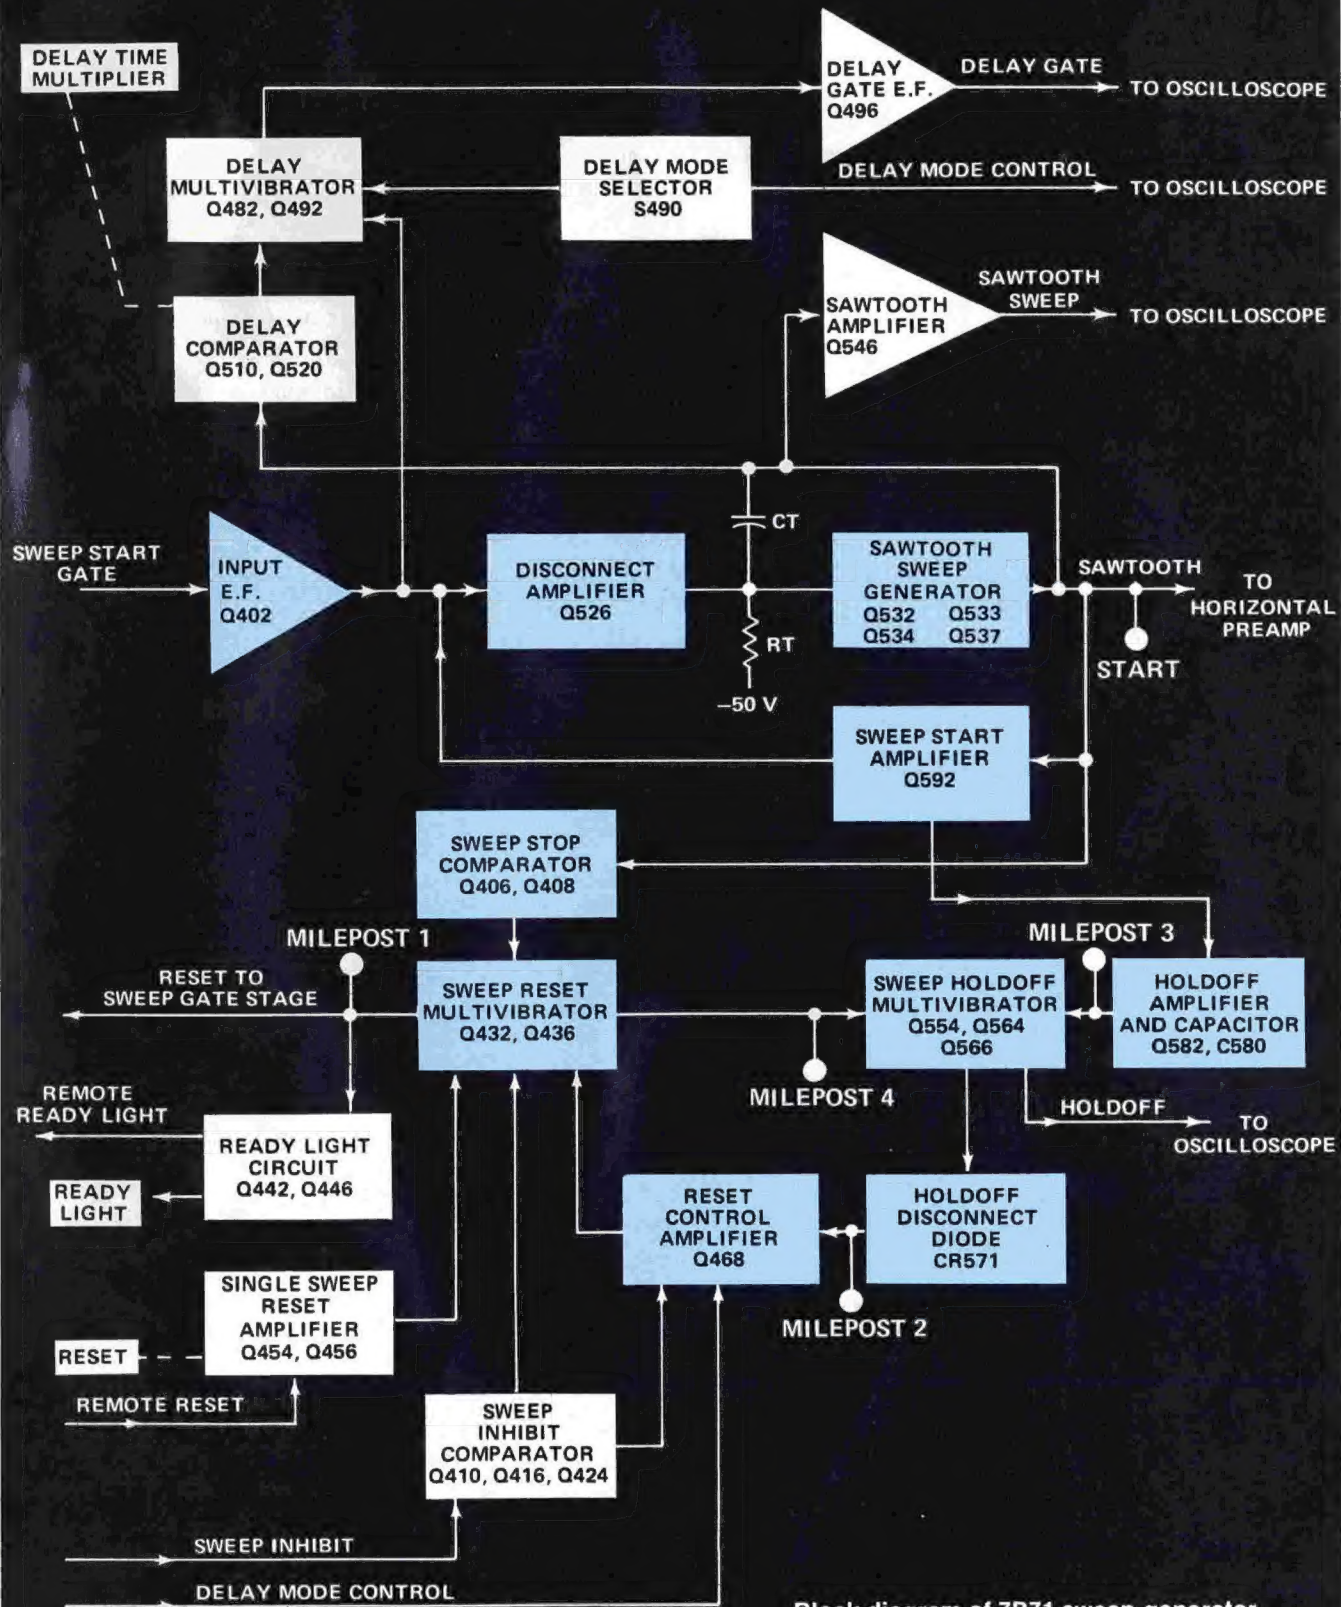 DELAY TIME
MULTIPLIER
DELAY
GATE E.F.
Q496
DELAY GATE
TO OSCILLOSCOPE
DELAY
MULTIVIBRATOR
Q482, Q492
DELAY MODE
SELECTOR
S490
DELAY MODE CONTROL
TO OSCILLOSCOPE
DELAY
COMPARATOR
Q510, Q520
SAWTOOTH
AMPLIFIER
Q546
SAWTOOTH
SWEEP
TO OSCILLOSCOPE
SWEEP START
GATE
INPUT
E.F.
Q402
DISCONNECT
AMPLIFIER
Q526
CT
RT
–50 V
SAWTOOTH
SWEEP
GENERATOR
Q532 Q533
Q534 Q537
SAWTOOTH
TO
HORIZONTAL
PREAMP
START
SWEEP START
AMPLIFIER
Q592
SWEEP STOP
COMPARATOR
Q406, Q408
MILEPOST 1
MILEPOST 3
RESET TO
SWEEP GATE STAGE
SWEEP RESET
MULTIVIBRATOR
Q432, Q436
SWEEP HOLDOFF
MULTIVIBRATOR
Q554, Q564
Q566
HOLDOFF
AMPLIFIER
AND CAPACITOR
Q582, C580
MILEPOST 4
REMOTE
READY LIGHT
HOLDOFF
TO
OSCILLOSCOPE
READY LIGHT
CIRCUIT
Q442, Q446
READY
LIGHT
RESET
CONTROL
AMPLIFIER
Q468
HOLDOFF
DISCONNECT
DIODE
CR571
MILEPOST 2
SINGLE SWEEP
RESET
AMPLIFIER
Q454, Q456
RESET
REMOTE RESET
SWEEP
INHIBIT
COMPARATOR
Q410, Q416, Q424
SWEEP INHIBIT
DELAY MODE CONTROL
Block diagram of 7B71 sweep generator